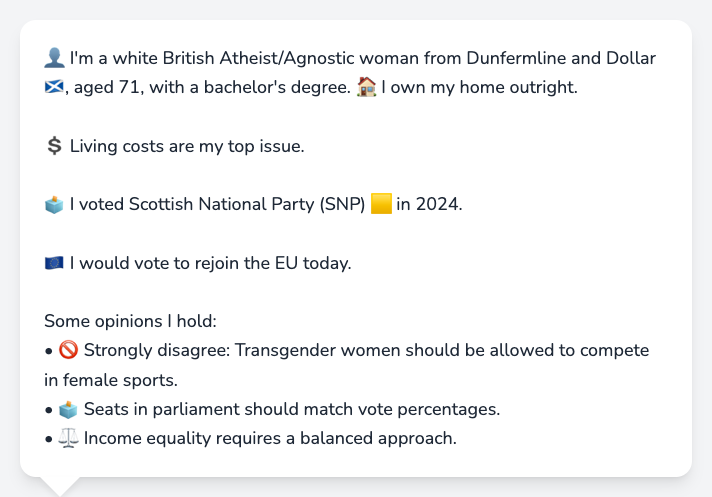 👤 I'm a white British Atheist/Agnostic woman from Dunfermline and Dollar
🏴󠁧󠁢󠁳󠁣󠁴󠁿, aged 71, with a bachelor's degree. 🏠 I own my home outright.
💲 Living costs are my top issue.
🗳️ I voted Scottish National Party (SNP) 🟨 in 2024.
🇪🇺 I would vote to rejoin the EU today.
Some opinions I hold:
• 🚫 Strongly disagree: Transgender women should be allowed to compete
in female sports.
• 🗳️ Seats in parliament should match vote percentages.
• ⚖️ Income equality requires a balanced approach.